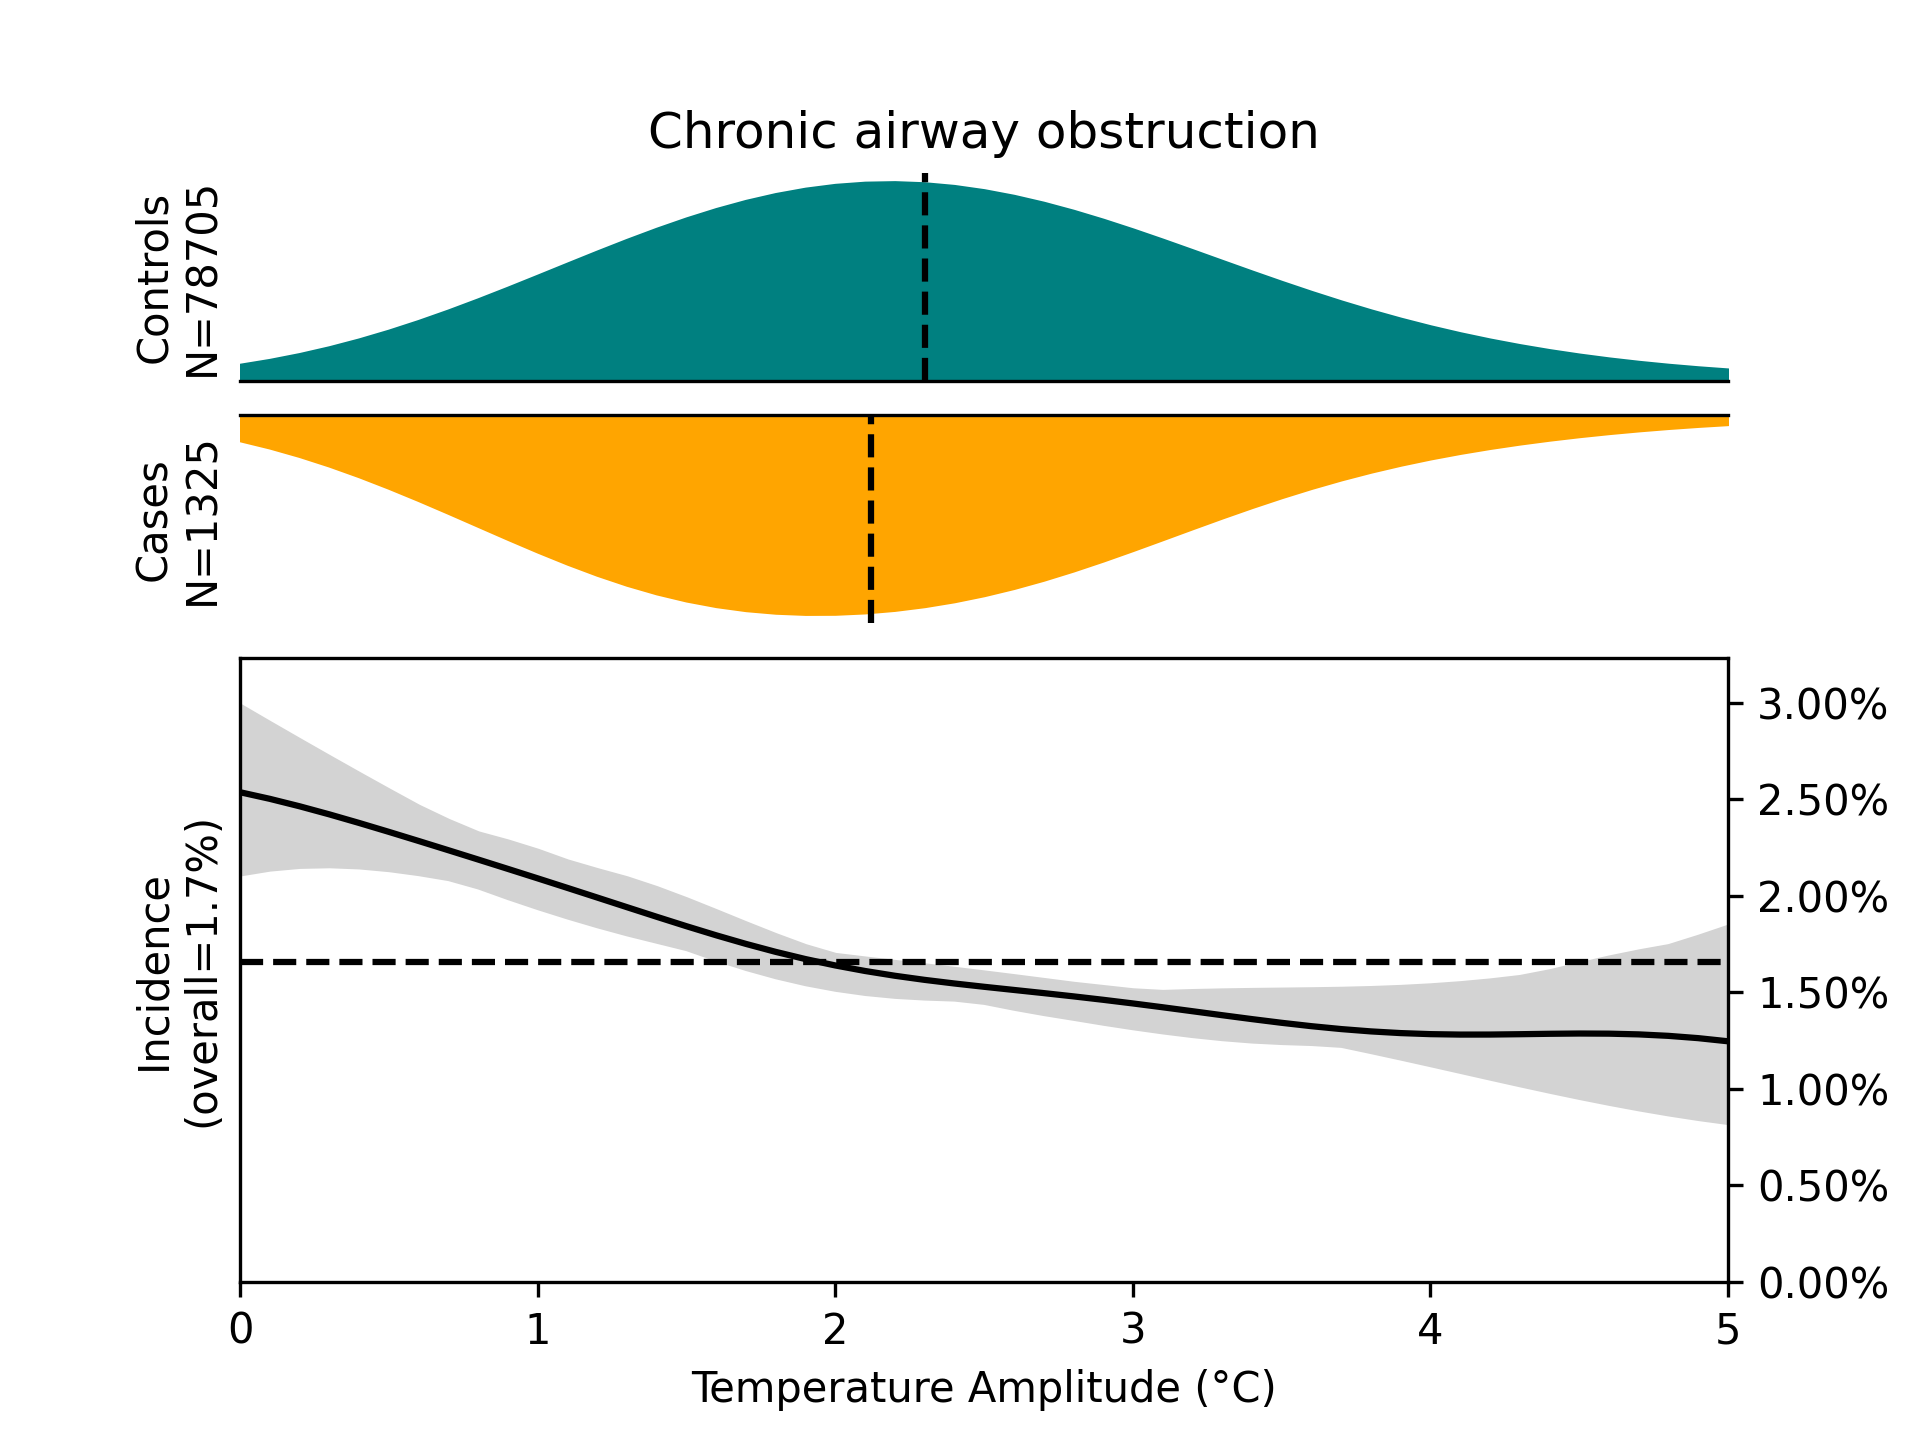 Chronic airway obstruction
Controls
N=78705
Cases
N=1325
Incidence
(overall=1.7%)
3.00%
2.50%
2.00%
1.50%
1.00%
0.50%
0.00%
0 1 2 3 4 5
Temperature Amplitude (°C)